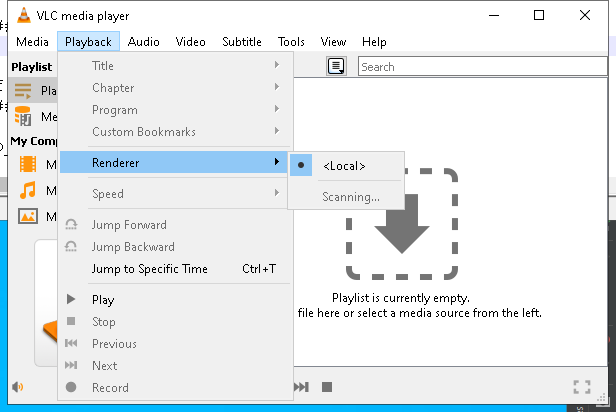 VLC media player
Media Playback Audio Video Subtitle Tools View Help
Playlist
Search
Title
Chapter
Program
Custom Bookmarks
My Comp
Renderer
<Local>
Scanning...
Speed
Jump Forward
Jump Backward
Jump to Specific Time Ctrl+T
Play
Stop
Previous
Next
Record
Playlist is currently empty.
file here or select a media source from the left.